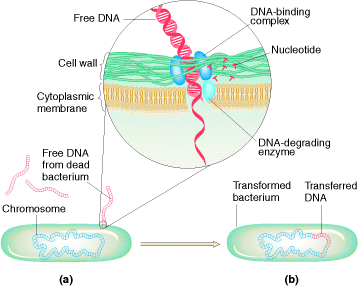 Free DNA
DNA-binding
complex
Nucleotide
Cell wall
Cytoplasmic
membrane
DNA-degrading
enzyme
Free DNA
from dead
bacterium
Chromosome
Transformed
bacterium
Transferred
DNA
(a)
(b)